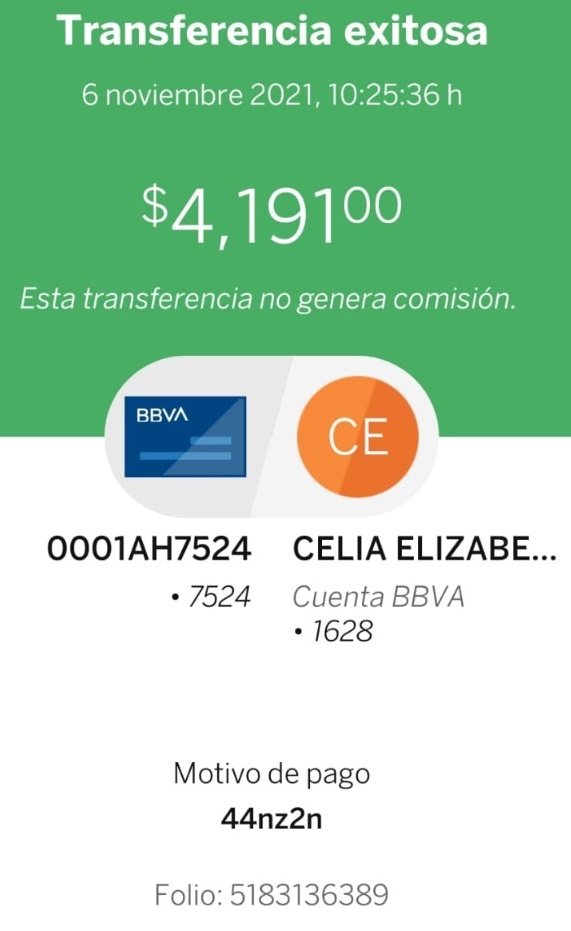 Transferencia exitosa
6 noviembre 2021, 10:25:36 h
$4,191.00
Esta transferencia no genera comisión.
BBVA
CE
0001AH7524
• 7524
CELIA ELIZABE...
Cuenta BBVA
• 1628
Motivo de pago
44nz2n
Folio: 5183136389